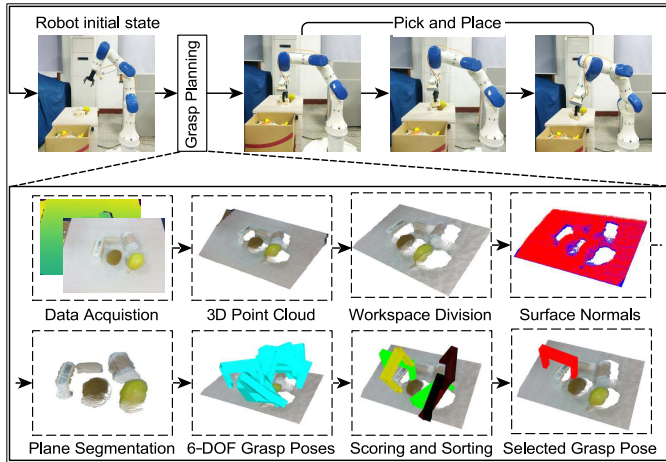 Robot initial state
Pick and Place
Grasp Planning
Data Acquistion
3D Point Cloud
Workspace Division
Surface Normals
Plane Segmentation
6-DOF Grasp Poses
Scoring and Sorting
Selected Grasp Pose